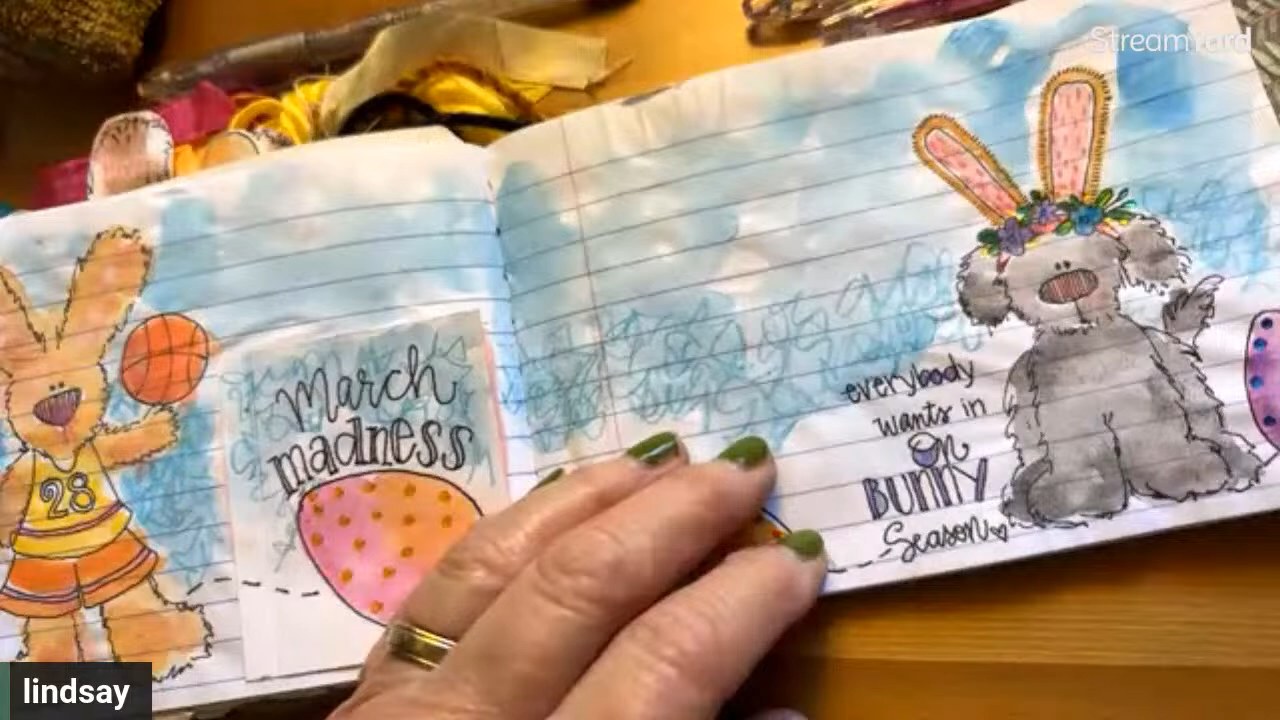 StreamYard
28
March
madness
everybody
wants in
on
BUNNY
Season
lindsay